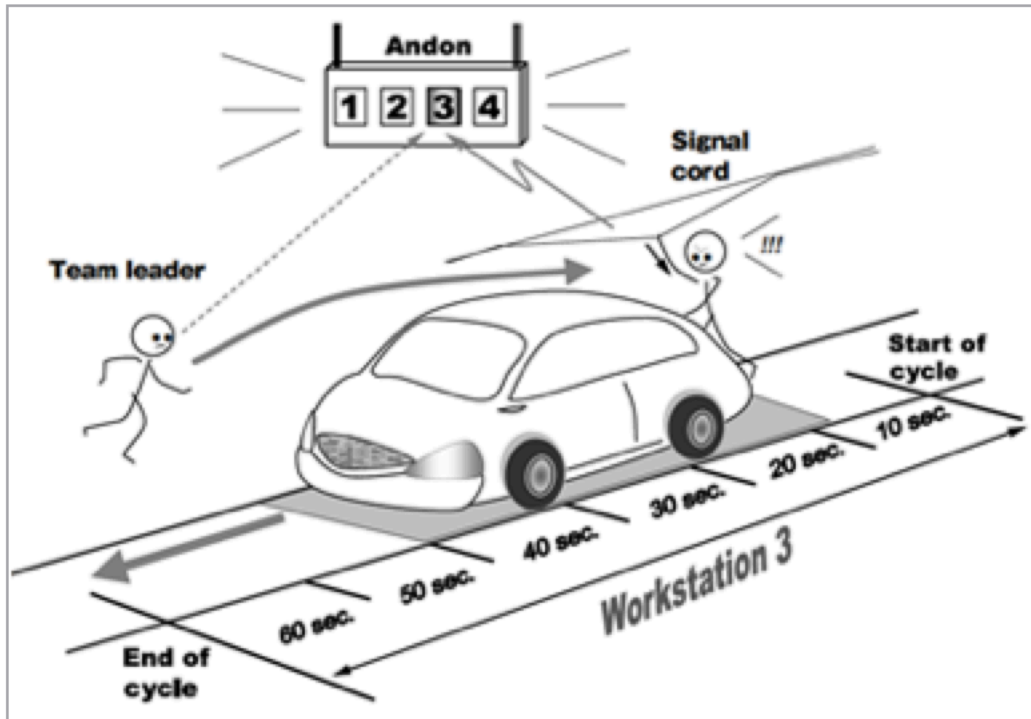 Andon
1 2 3 4
Signal
cord
!!!
Team leader
Start of
cycle
10 sec.
20 sec.
30 sec.
40 sec.
50 sec.
60 sec.
Workstation 3
End of
cycle